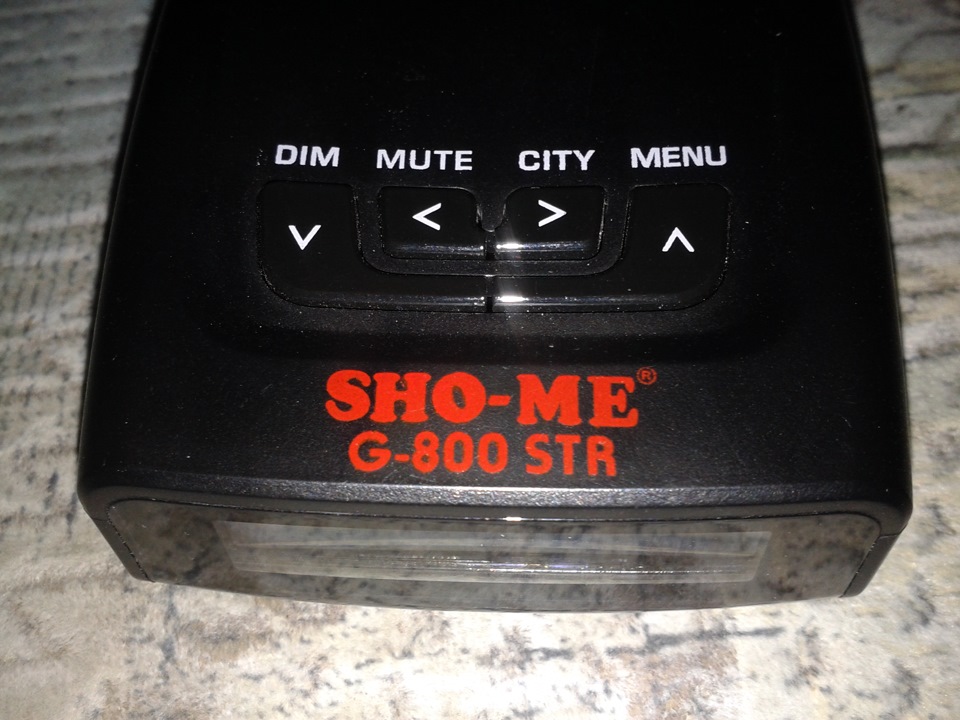 DIM MUTE CITY MENU
∨ < > ∧
SHO-ME®
G-800 STR